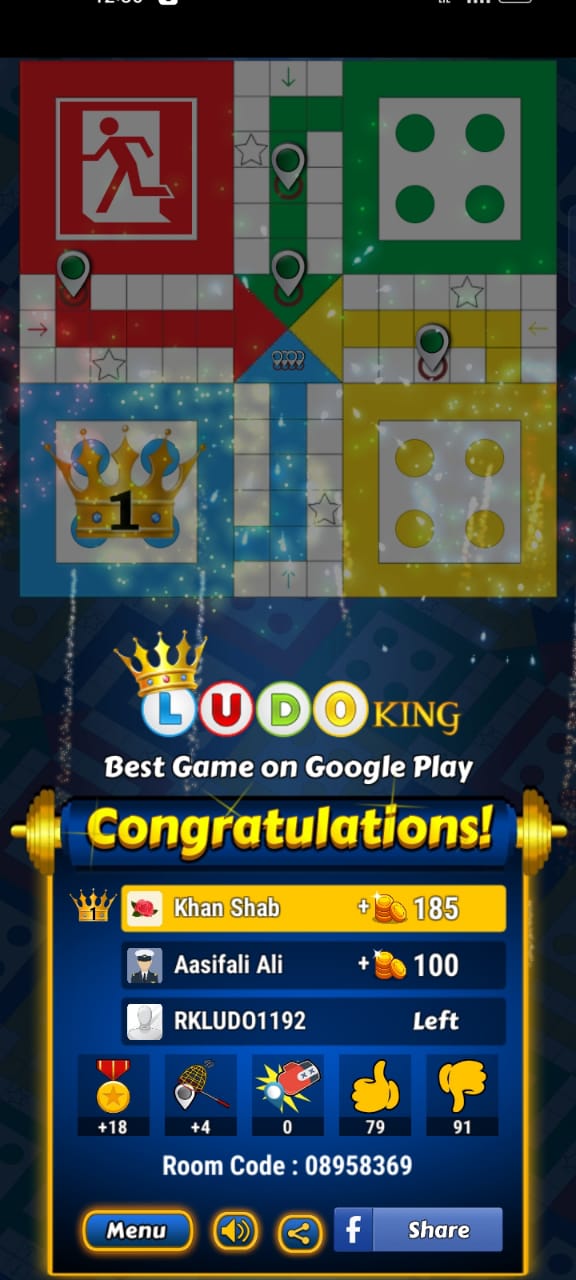 1
LUDO KING
Best Game on Google Play
Congratulations!
1 Khan Shab + 185
Aasifali Ali + 100
RKLUDO1192 Left
+18 +4 0 79 91
Room Code : 08958369
Menu f Share